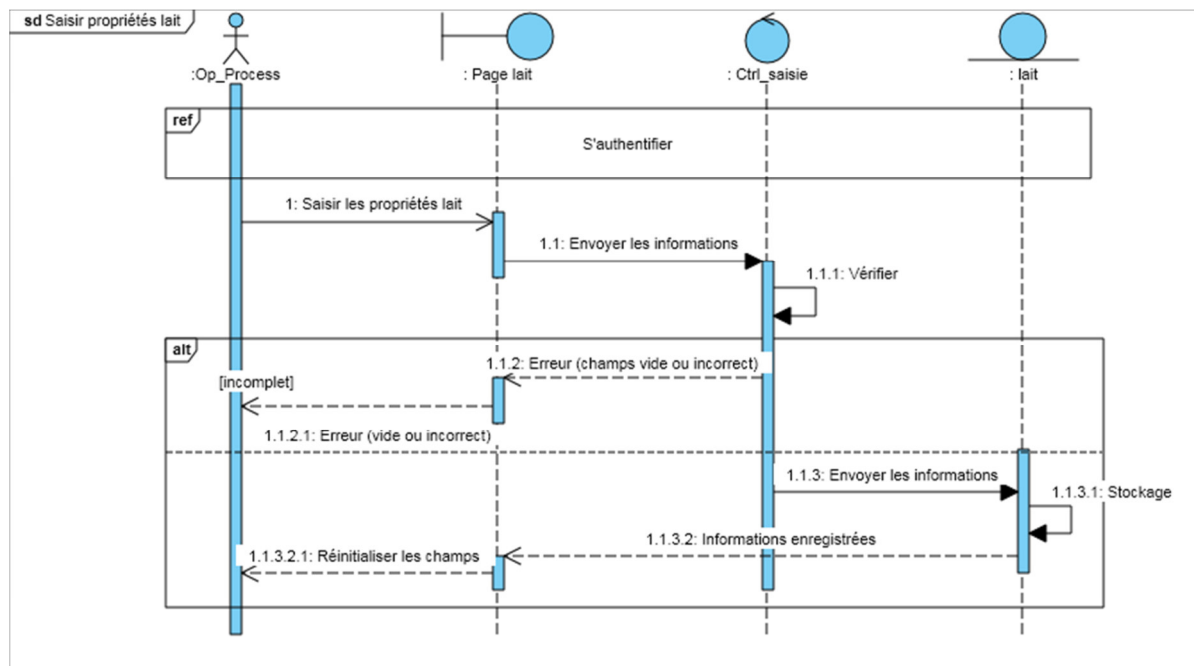 sd Saisir propriétés lait
:Op_Process
: Page lait
: Ctrl_saisie
: lait
ref
S'authentifier
1: Saisir les propriétés lait
1.1: Envoyer les informations
1.1.1: Vérifier
alt
1.1.2: Erreur (champs vide ou incorrect)
[incomplet]
1.1.2.1: Erreur (vide ou incorrect)
1.1.3: Envoyer les informations
1.1.3.1: Stockage
1.1.3.2: Informations enregistrées
1.1.3.2.1: Réinitialiser les champs